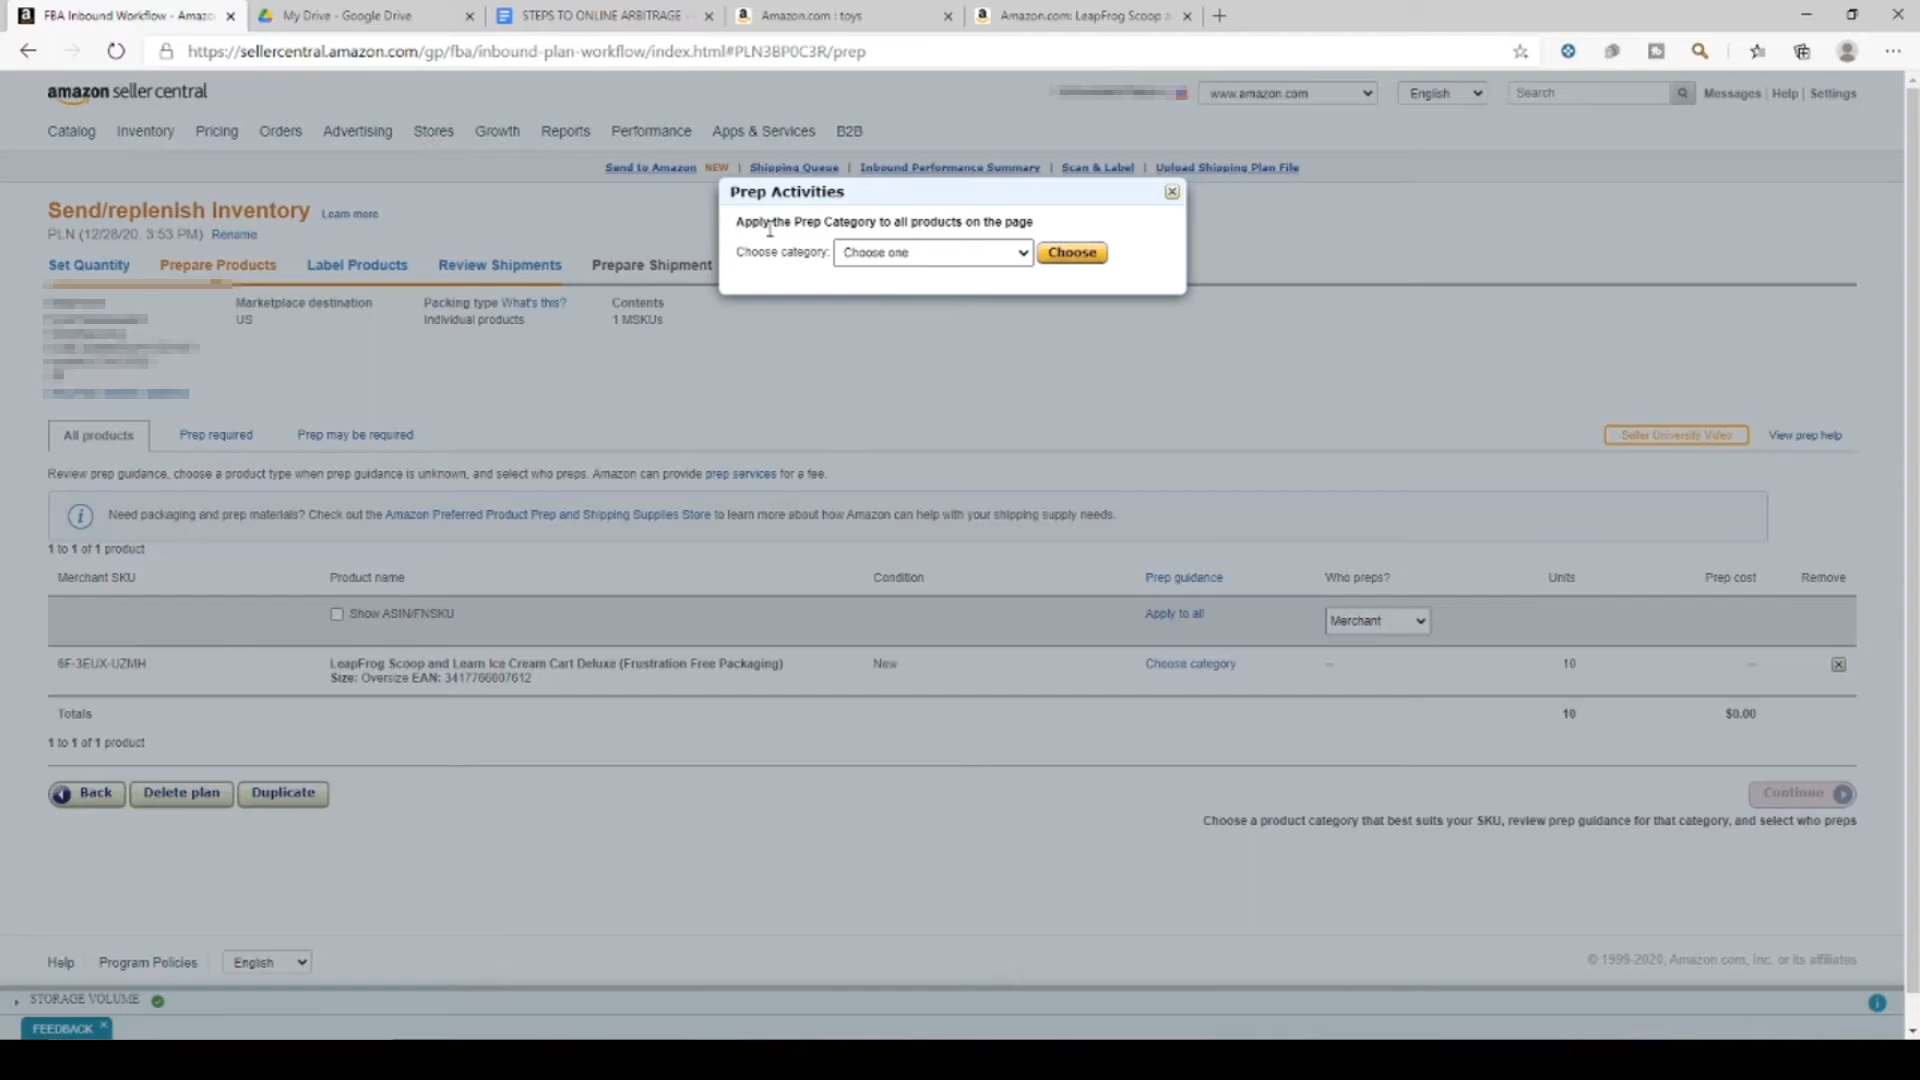 FBA Inbound Workflow - Amazo
My Drive - Google Drive
STEPS TO ONLINE ARBITRAGE
Amazon.com : toys
Amazon.com: LeapFrog Scoop a
https://sellercentral.amazon.com/gp/fba/inbound-plan-workflow/index.html#PLN3BP0C3R/prep
amazon seller central
www.amazon.com
English
Search
Messages | Help | Settings
Catalog Inventory Pricing Orders Advertising Stores Growth Reports Performance Apps & Services B2B
Send to Amazon NEW | Shipping Queue | Inbound Performance Summary | Scan & Label | Upload Shipping Plan File
Prep Activities
Apply the Prep Category to all products on the page
Choose category: Choose one Choose
Send/replenish Inventory Learn more
PLN (12/28/20, 3:53 PM) Rename
Set Quantity Prepare Products Label Products Review Shipments Prepare Shipment
Marketplace destination Packing type What's this? Contents
US Individual products 1 MSKUs
All products Prep required Prep may be required Seller University Video View prep help
Review prep guidance, choose a product type when prep guidance is unknown, and select who preps. Amazon can provide prep services for a fee.
Need packaging and prep materials? Check out the Amazon Preferred Product Prep and Shipping Supplies Store to learn more about how Amazon can help with your shipping supply needs.
1 to 1 of 1 product
Merchant SKU Product name Condition Prep guidance Who preps? Units Prep cost Remove
Show ASIN/FNSKU Apply to all Merchant
6F-3EUX-UZMH LeapFrog Scoop and Learn Ice Cream Cart Deluxe (Frustration Free Packaging) New Choose category -- 10 --
Size: Oversize EAN: 3417766007612
Totals 10 $0.00
1 to 1 of 1 product
Back Delete plan Duplicate Continue
Choose a product category that best suits your SKU, review prep guidance for that category, and select who preps
Help Program Policies English © 1999-2020, Amazon.com, Inc. or its affiliates
STORAGE VOLUME
FEEDBACK